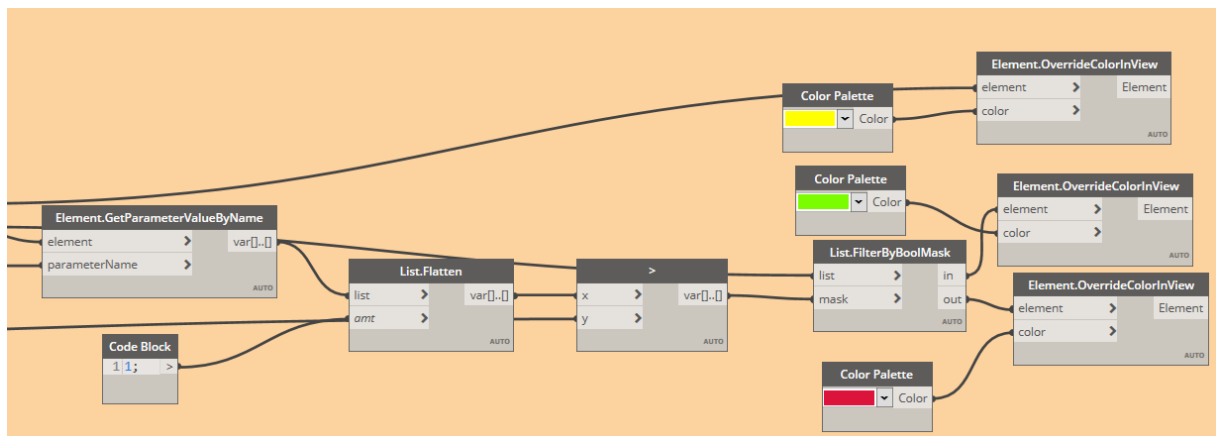 Element.OverrideColorInView
element > Element
color >
AUTO
Color Palette
Color
AUTO
Color Palette
Color
Element.OverrideColorInView
element > Element
color >
AUTO
Element.GetParameterValueByName
element > var[]..[]
parameterName >
AUTO
List.Flatten
list > var[]..[]
amt >
AUTO
>
x > var[]..[]
y >
AUTO
List.FilterByBoolMask
list > in
mask > out
AUTO
Element.OverrideColorInView
element > Element
color >
AUTO
Code Block
1 1; >
Color Palette
Color